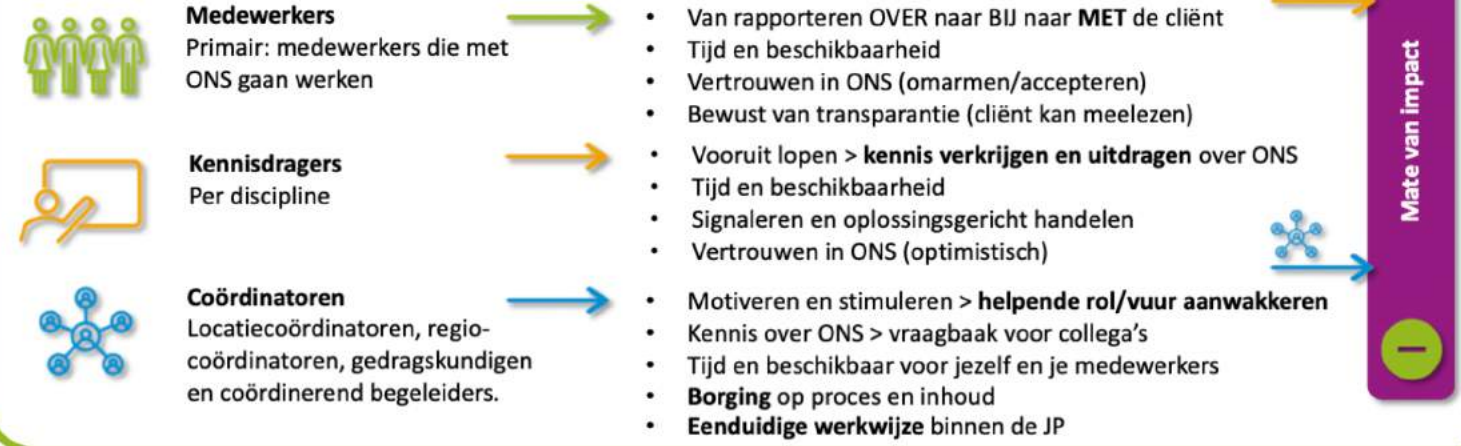 Medewerkers
Primair: medewerkers die met
ONS gaan werken
• Van rapporteren OVER naar BIJ naar MET de cliënt
• Tijd en beschikbaarheid
• Vertrouwen in ONS (omarmen/accepteren)
• Bewust van transparantie (cliënt kan meelezen)
Kennisdragers
Per discipline
• Vooruit lopen > kennis verkrijgen en uitdragen over ONS
• Tijd en beschikbaarheid
• Signaleren en oplossingsgericht handelen
• Vertrouwen in ONS (optimistisch)
Coördinatoren
Locatiecoördinatoren, regio-
coördinatoren, gedragskundigen
en coördinerend begeleiders.
• Motiveren en stimuleren > helpende rol/vuur aanwakkeren
• Kennis over ONS > vraagbaak voor collega's
• Tijd en beschikbaar voor jezelf en je medewerkers
• Borging op proces en inhoud
• Eenduidige werkwijze binnen de JP
Mate van impact